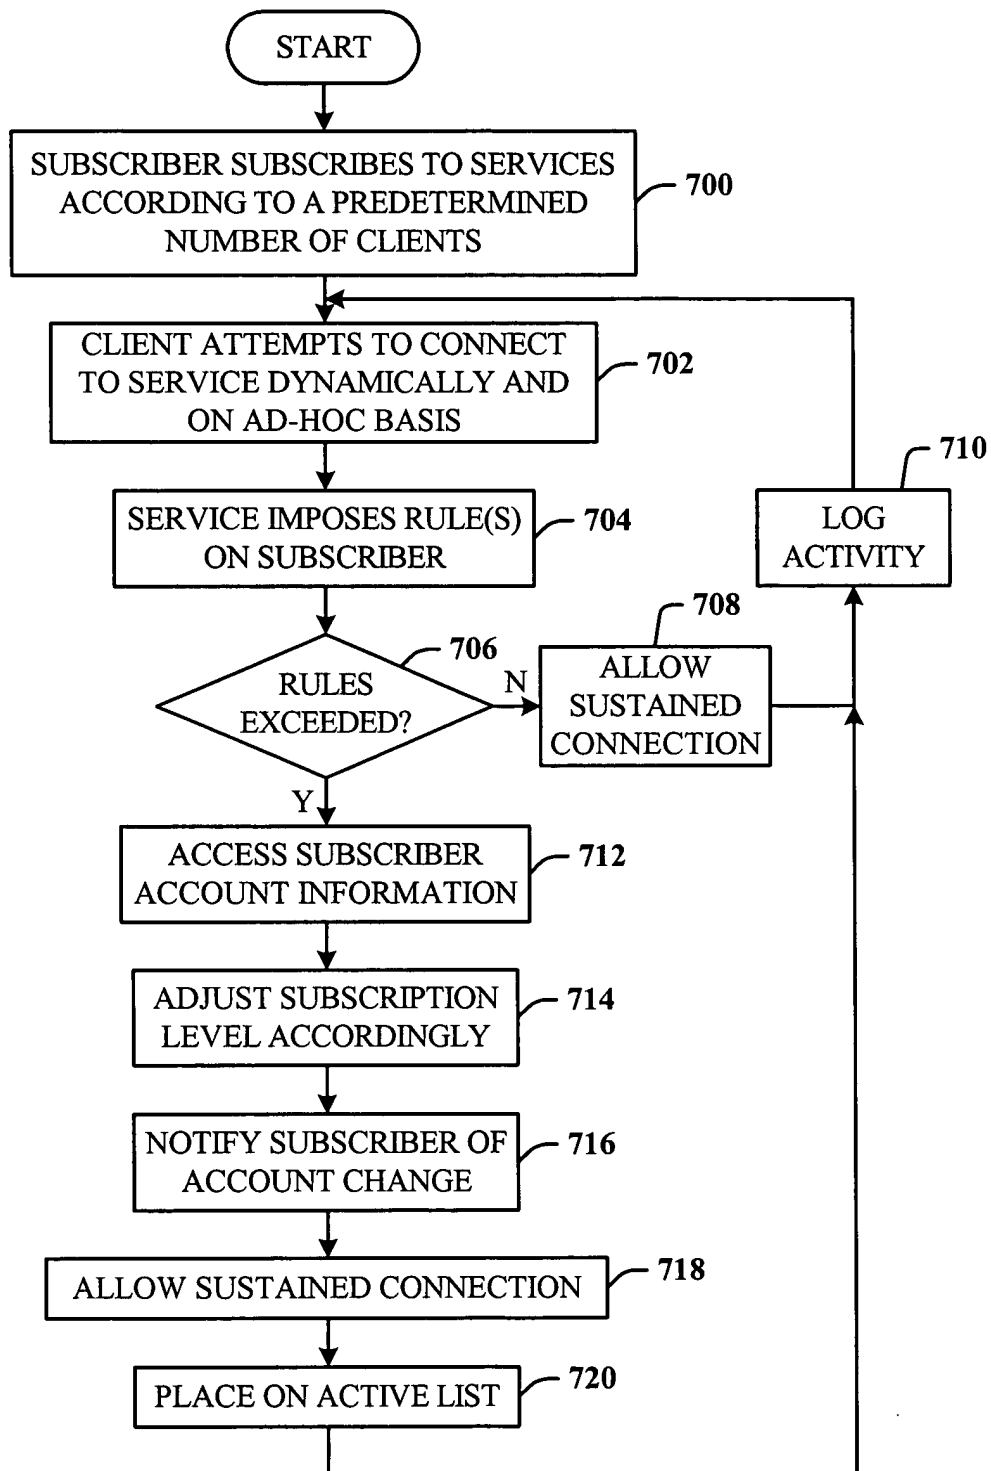 START
SUBSCRIBER SUBSCRIBES TO SERVICES
ACCORDING TO A PREDETERMINED
NUMBER OF CLIENTS
700
CLIENT ATTEMPTS TO CONNECT
TO SERVICE DYNAMICALLY AND
ON AD-HOC BASIS
702
SERVICE IMPOSES RULE(S)
ON SUBSCRIBER
704
710
LOG
ACTIVITY
RULES
EXCEEDED?
706
N
708
ALLOW
SUSTAINED
CONNECTION
Y
ACCESS SUBSCRIBER
ACCOUNT INFORMATION
712
ADJUST SUBSCRIPTION
LEVEL ACCORDINGLY
714
NOTIFY SUBSCRIBER OF
ACCOUNT CHANGE
716
ALLOW SUSTAINED CONNECTION
718
PLACE ON ACTIVE LIST
720